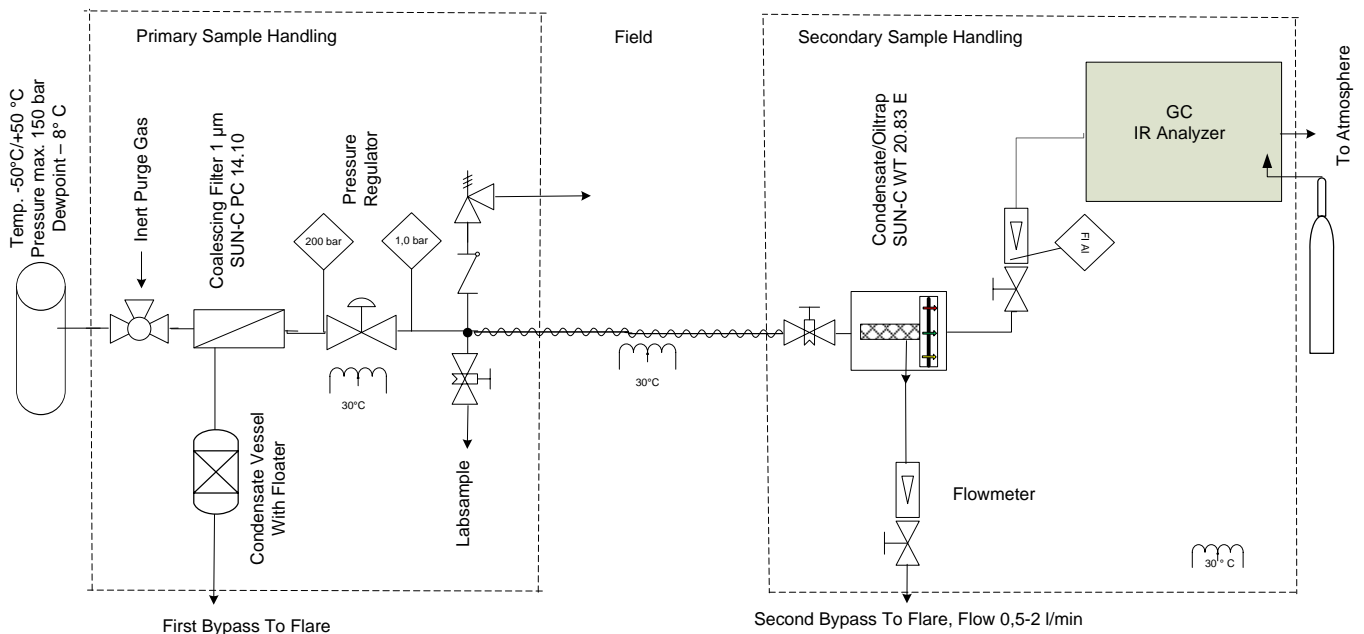 Primary Sample Handling
Field
Secondary Sample Handling
Temp. -50°C/+50 °C
Pressure max. 150 bar
Dewpoint – 8° C
Inert Purge Gas
Coalescing Filter 1 µm
SUN-C PC 14.10
Pressure
Regulator
200 bar
1,0 bar
30°C
Condensate Vessel
With Floater
Labsample
First Bypass To Flare
30°C
Condensate/Oiltrap
SUN-C WT 20.83 E
GC
IR Analyzer
To Atmosphere
FI AI
Flowmeter
30 ° C
Second Bypass To Flare, Flow 0,5-2 l/min